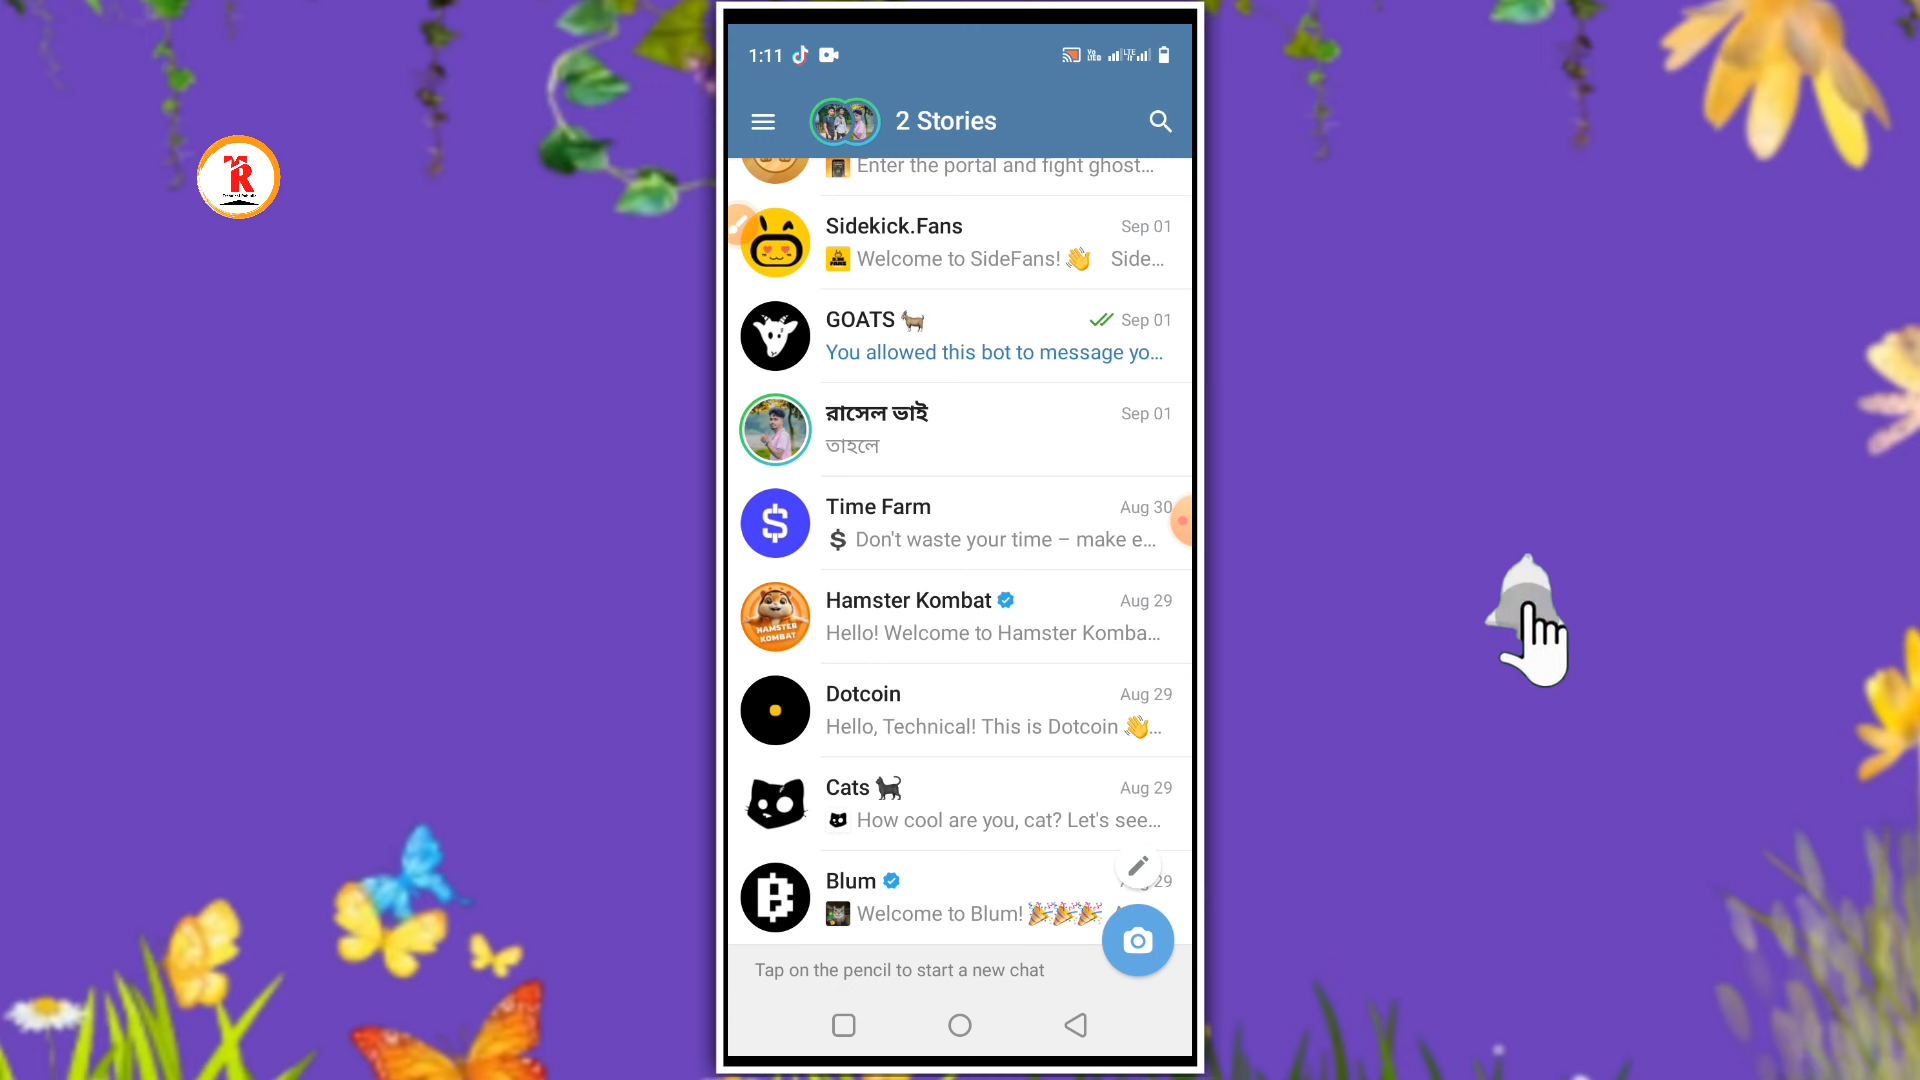 1:11
2 Stories
Enter the portal and fight ghost...
Sidekick.Fans
Sep 01
Welcome to SideFans! 👋 Side...
GOATS 🐐
Sep 01
You allowed this bot to message yo...
রাসেল ভাই
Sep 01
তাহলে
Time Farm
Aug 30
Don't waste your time – make e...
Hamster Kombat
Aug 29
Hello! Welcome to Hamster Komba...
HAMSTER
KOMBAT
Dotcoin
Aug 29
Hello, Technical! This is Dotcoin 👋...
Cats 🐈‍⬛
Aug 29
How cool are you, cat? Let's see...
Blum
29
Welcome to Blum! 🎉🎉🎉
Tap on the pencil to start a new chat